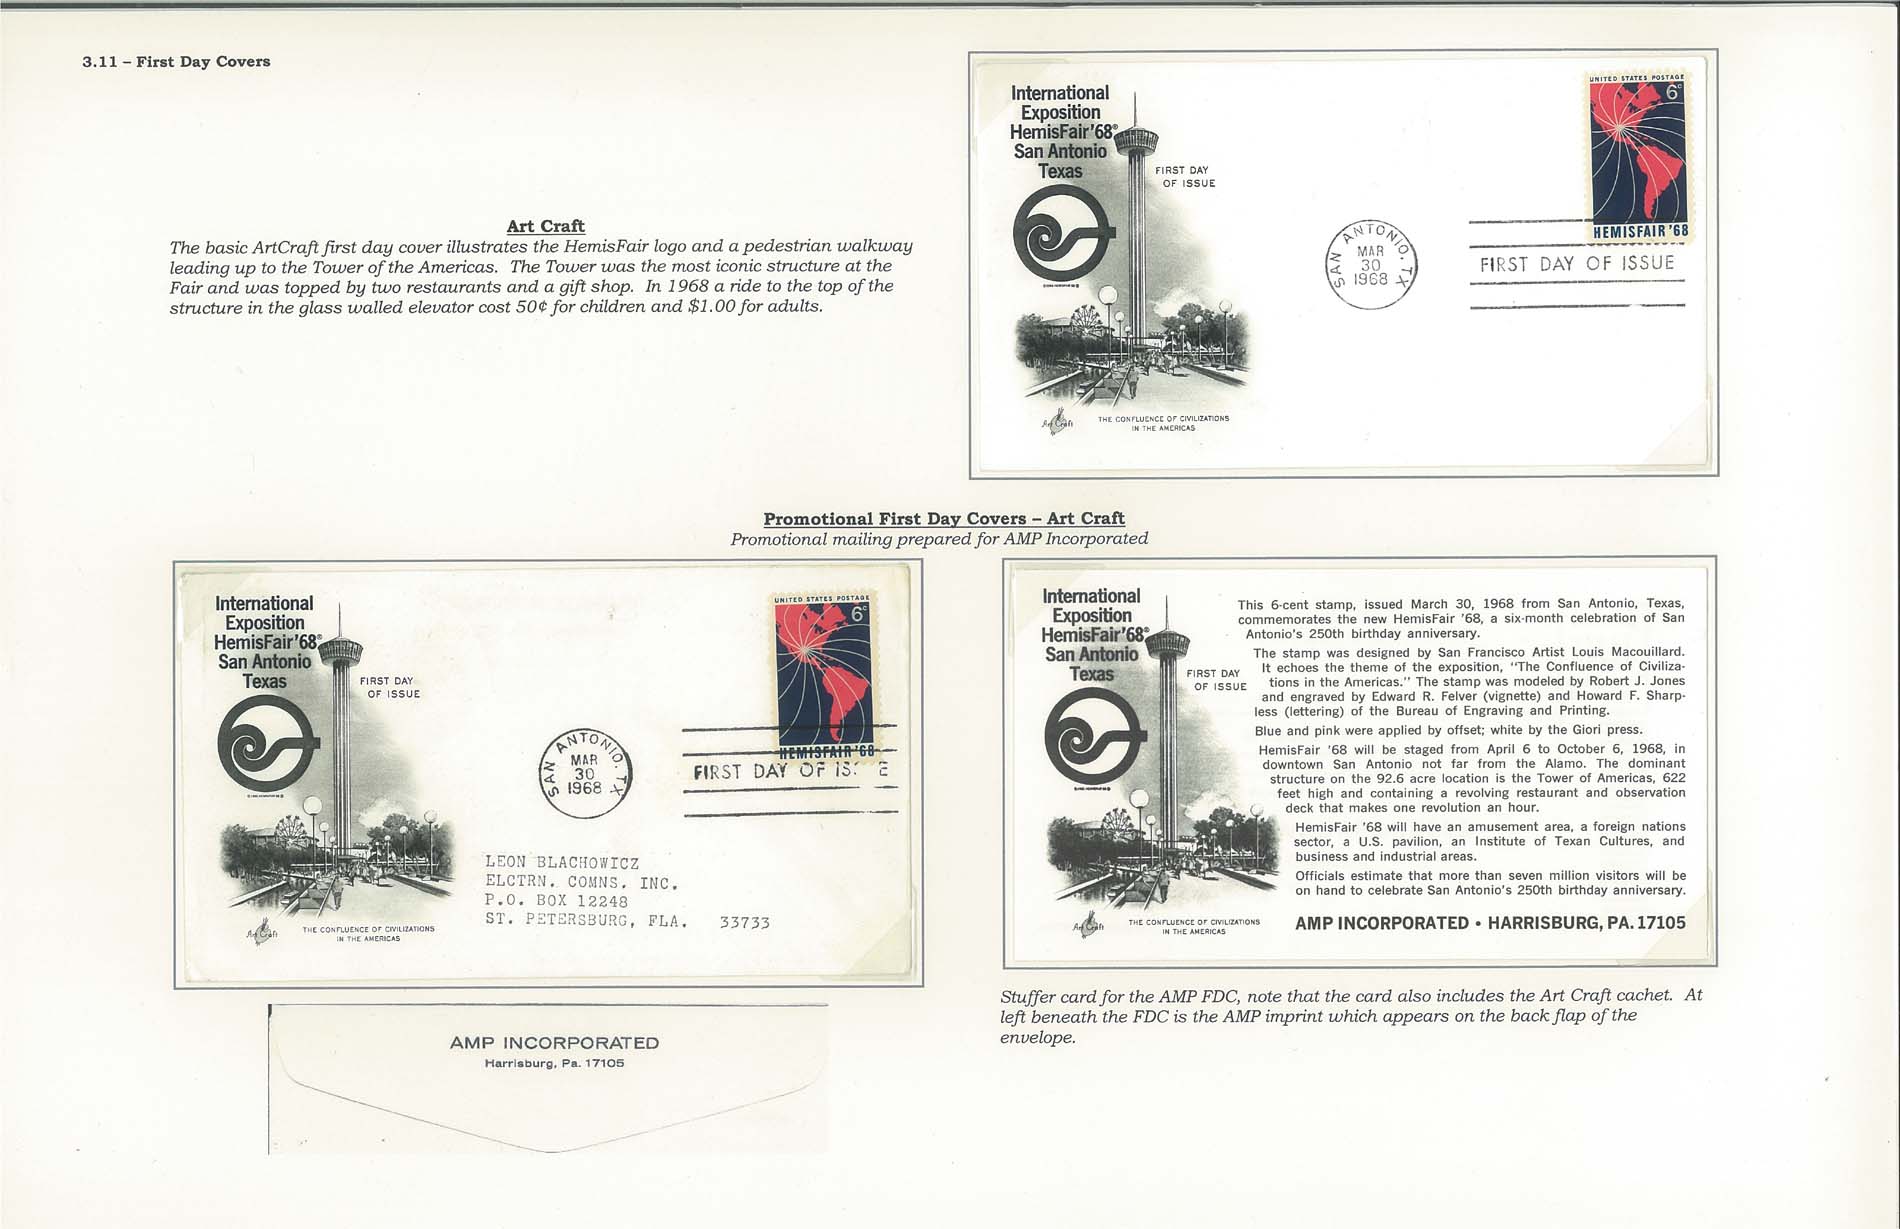 3.11 – First Day Covers
Art Craft
The basic ArtCraft first day cover illustrates the HemisFair logo and a pedestrian walkway
leading up to the Tower of the Americas. The Tower was the most iconic structure at the
Fair and was topped by two restaurants and a gift shop. In 1968 a ride to the top of the
structure in the glass walled elevator cost 50¢ for children and $1.00 for adults.
International
Exposition
HemisFair'68®
San Antonio
Texas
FIRST DAY
OF ISSUE
Art Craft
THE CONFLUENCE OF CIVILIZATIONS
IN THE AMERICAS
SAN ANTONIO, TX
MAR
30
1968
UNITED STATES POSTAGE
6c
HEMISFAIR '68
FIRST DAY OF ISSUE
Promotional First Day Covers – Art Craft
Promotional mailing prepared for AMP Incorporated
International
Exposition
HemisFair'68®
San Antonio
Texas
FIRST DAY
OF ISSUE
Art Craft
THE CONFLUENCE OF CIVILIZATIONS
IN THE AMERICAS
SAN ANTONIO, TX
MAR
30
1968
UNITED STATES POSTAGE
6c
HEMISFAIR '68
FIRST DAY OF IS E
LEON BLACHOWICZ
ELCTRN. COMNS. INC.
P.O. BOX 12248
ST. PETERSBURG, FLA. 33733
AMP INCORPORATED
Harrisburg, Pa. 17105
International
Exposition
HemisFair'68®
San Antonio
Texas
FIRST DAY
OF ISSUE
Art Craft
THE CONFLUENCE OF CIVILIZATIONS
IN THE AMERICAS
This 6-cent stamp, issued March 30, 1968 from San Antonio, Texas,
commemorates the new HemisFair '68, a six-month celebration of San
Antonio's 250th birthday anniversary.
The stamp was designed by San Francisco Artist Louis Macouillard.
It echoes the theme of the exposition, "The Confluence of Civiliza-
tions in the Americas." The stamp was modeled by Robert J. Jones
and engraved by Edward R. Felver (vignette) and Howard F. Sharp-
less (lettering) of the Bureau of Engraving and Printing.
Blue and pink were applied by offset; white by the Giori press.
HemisFair '68 will be staged from April 6 to October 6, 1968, in
downtown San Antonio not far from the Alamo. The dominant
structure on the 92.6 acre location is the Tower of Americas, 622
feet high and containing a revolving restaurant and observation
deck that makes one revolution an hour.
HemisFair '68 will have an amusement area, a foreign nations
sector, a U.S. pavilion, an Institute of Texan Cultures, and
business and industrial areas.
Officials estimate that more than seven million visitors will be
on hand to celebrate San Antonio's 250th birthday anniversary.
AMP INCORPORATED • HARRISBURG, PA. 17105
Stuffer card for the AMP FDC, note that the card also includes the Art Craft cachet. At
left beneath the FDC is the AMP imprint which appears on the back flap of the
envelope.